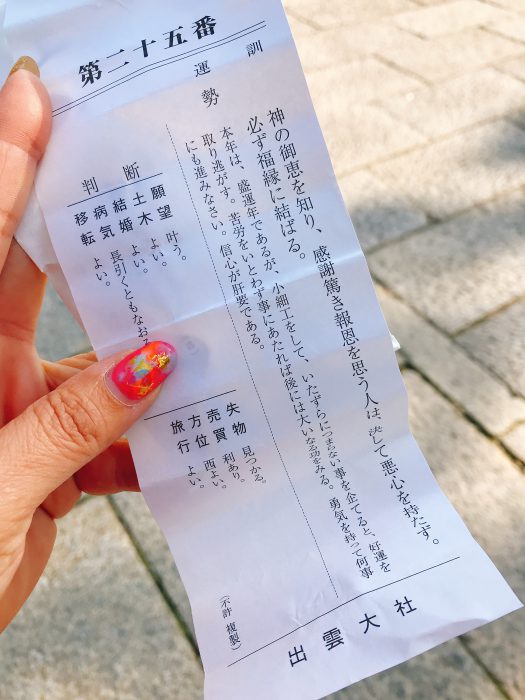 第二十五番
訓
神の御恵を知り、感謝篤き報恩を思う人は、決して悪心を持たず。
必ず福縁に結ばる。
運勢
本年は、盛運年であるが、小細工をして、いたずらにつまらない事を企てると、好運を
取り逃がす。苦労をいとわず事にあたれば後には大いなる功をみる。勇気を持って何事
にも進みなさい。信心が肝要である。
判断
願望 叶う。
土木 よい。
結婚 よい。
病気 長引くともなお
移転 よい。
失物 見つかる。
売買 利あり。
方位 西よい。
旅行 よい。
（不許複製）
出雲大社